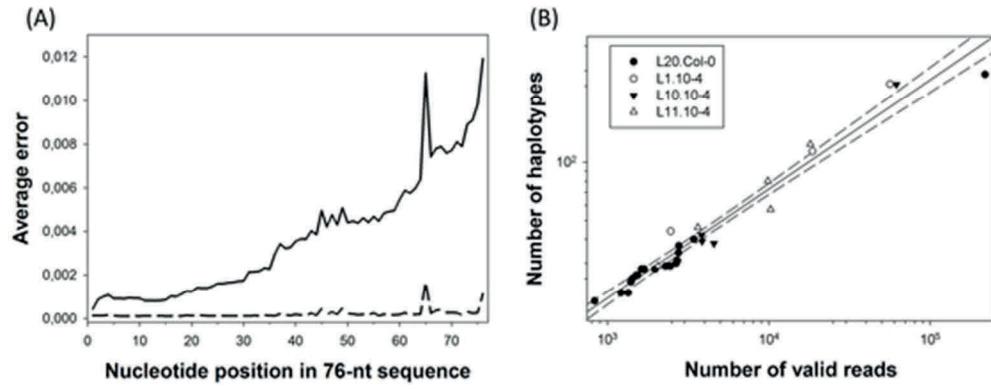 (A)
0,012
0,010
0,008
0,006
0,004
0,002
0,000
Average error
0 10 20 30 40 50 60 70
Nucleotide position in 76-nt sequence
(B)
L20.Col-0
L1.10-4
L10.10-4
L11.10-4
10²
Number of haplotypes
10³ 10⁴ 10⁵
Number of valid reads